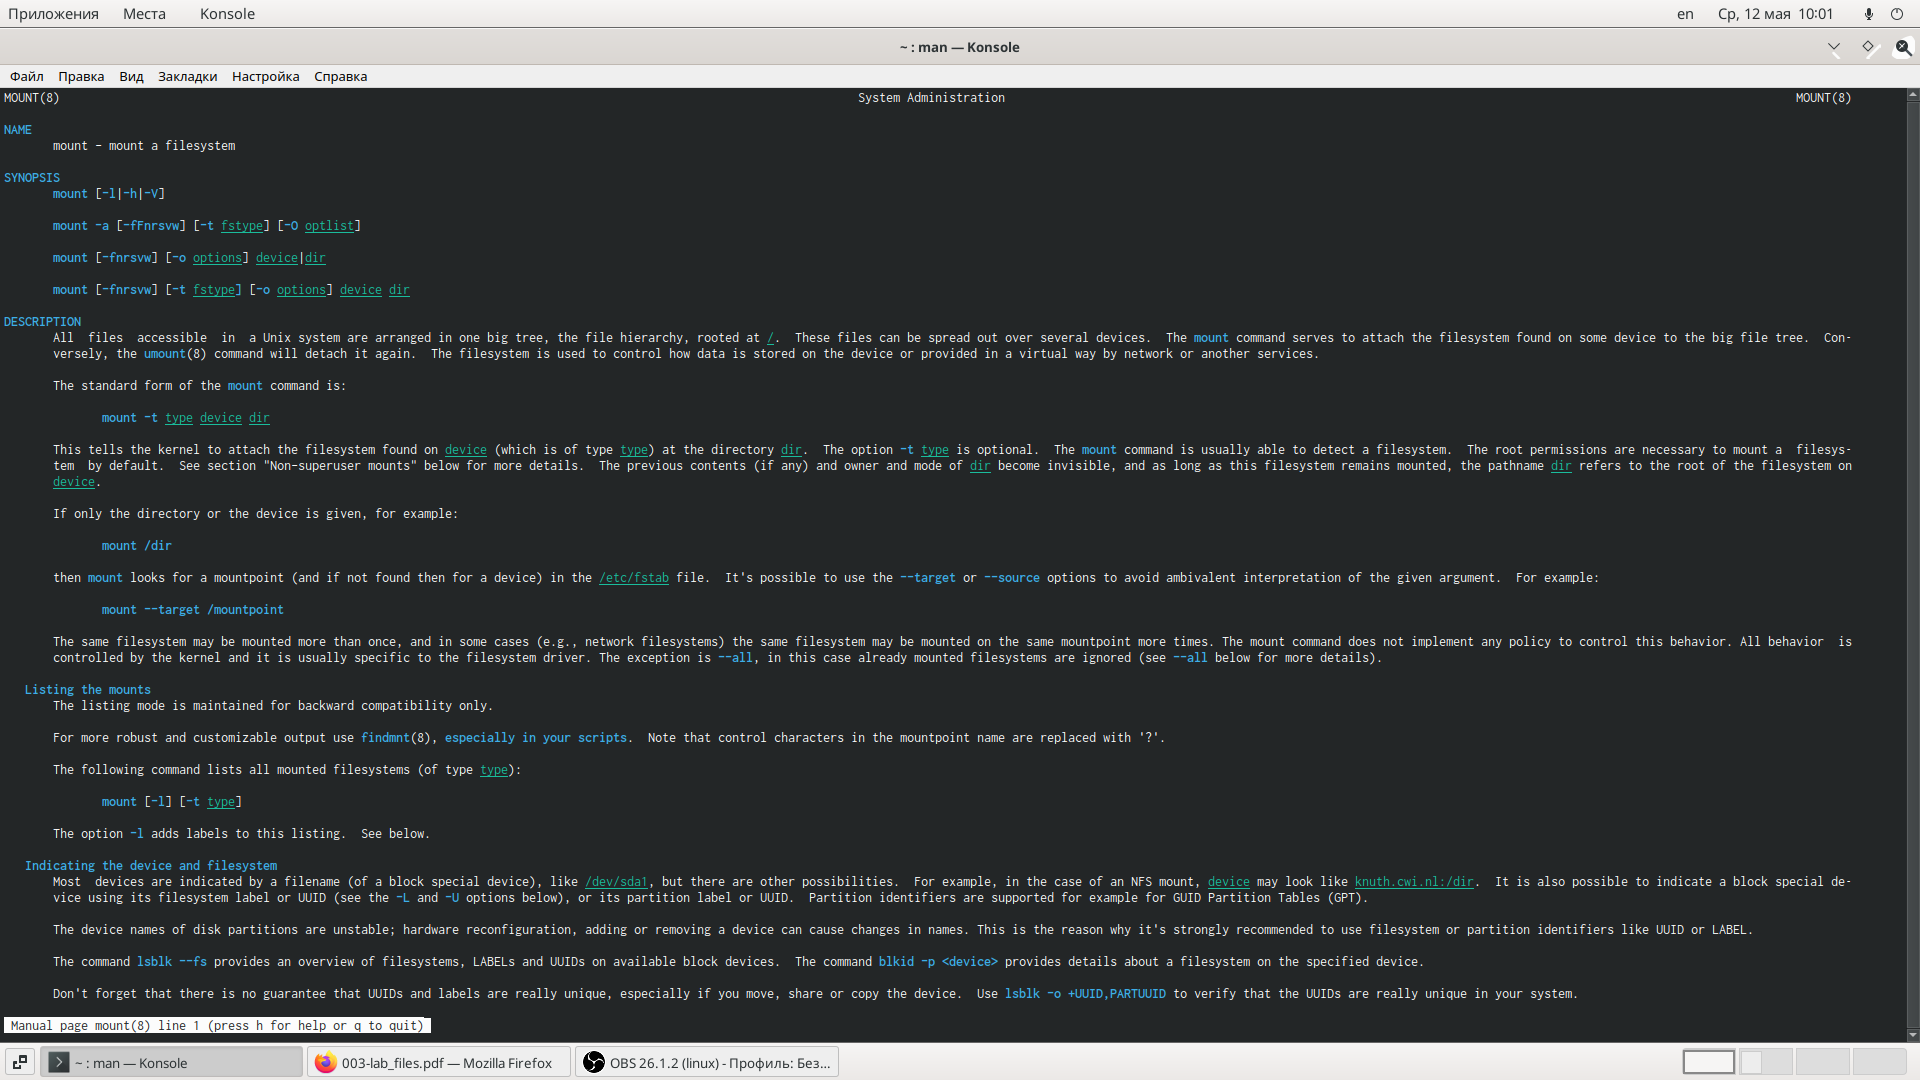 Приложения Места Konsole en Ср, 12 мая 10:01
~ : man — Konsole
Файл Правка Вид Закладки Настройка Справка
MOUNT(8) System Administration MOUNT(8)
NAME
mount - mount a filesystem
SYNOPSIS
mount [-l|-h|-V]
mount -a [-fFnrsvw] [-t fstype] [-O optlist]
mount [-fnrsvw] [-o options] device|dir
mount [-fnrsvw] [-t fstype] [-o options] device dir
DESCRIPTION
All files accessible in a Unix system are arranged in one big tree, the file hierarchy, rooted at /. These files can be spread out over several devices. The mount command serves to attach the filesystem found on some device to the big file tree. Con-
versely, the umount(8) command will detach it again. The filesystem is used to control how data is stored on the device or provided in a virtual way by network or another services.
The standard form of the mount command is:
mount -t type device dir
This tells the kernel to attach the filesystem found on device (which is of type type) at the directory dir. The option -t type is optional. The mount command is usually able to detect a filesystem. The root permissions are necessary to mount a filesys-
tem by default. See section "Non-superuser mounts" below for more details. The previous contents (if any) and owner and mode of dir become invisible, and as long as this filesystem remains mounted, the pathname dir refers to the root of the filesystem on
device.
If only the directory or the device is given, for example:
mount /dir
then mount looks for a mountpoint (and if not found then for a device) in the /etc/fstab file. It's possible to use the --target or --source options to avoid ambivalent interpretation of the given argument. For example:
mount --target /mountpoint
The same filesystem may be mounted more than once, and in some cases (e.g., network filesystems) the same filesystem may be mounted on the same mountpoint more times. The mount command does not implement any policy to control this behavior. All behavior is
controlled by the kernel and it is usually specific to the filesystem driver. The exception is --all, in this case already mounted filesystems are ignored (see --all below for more details).
Listing the mounts
The listing mode is maintained for backward compatibility only.
For more robust and customizable output use findmnt(8), especially in your scripts. Note that control characters in the mountpoint name are replaced with '?'.
The following command lists all mounted filesystems (of type type):
mount [-l] [-t type]
The option -l adds labels to this listing. See below.
Indicating the device and filesystem
Most devices are indicated by a filename (of a block special device), like /dev/sda1, but there are other possibilities. For example, in the case of an NFS mount, device may look like knuth.cwi.nl:/dir. It is also possible to indicate a block special de-
vice using its filesystem label or UUID (see the -L and -U options below), or its partition label or UUID. Partition identifiers are supported for example for GUID Partition Tables (GPT).
The device names of disk partitions are unstable; hardware reconfiguration, adding or removing a device can cause changes in names. This is the reason why it's strongly recommended to use filesystem or partition identifiers like UUID or LABEL.
The command lsblk --fs provides an overview of filesystems, LABELs and UUIDs on available block devices. The command blkid -p <device> provides details about a filesystem on the specified device.
Don't forget that there is no guarantee that UUIDs and labels are really unique, especially if you move, share or copy the device. Use lsblk -o +UUID,PARTUUID to verify that the UUIDs are really unique in your system.
Manual page mount(8) line 1 (press h for help or q to quit)
~ : man — Konsole 003-lab_files.pdf — Mozilla Firefox OBS 26.1.2 (linux) - Профиль: Без...